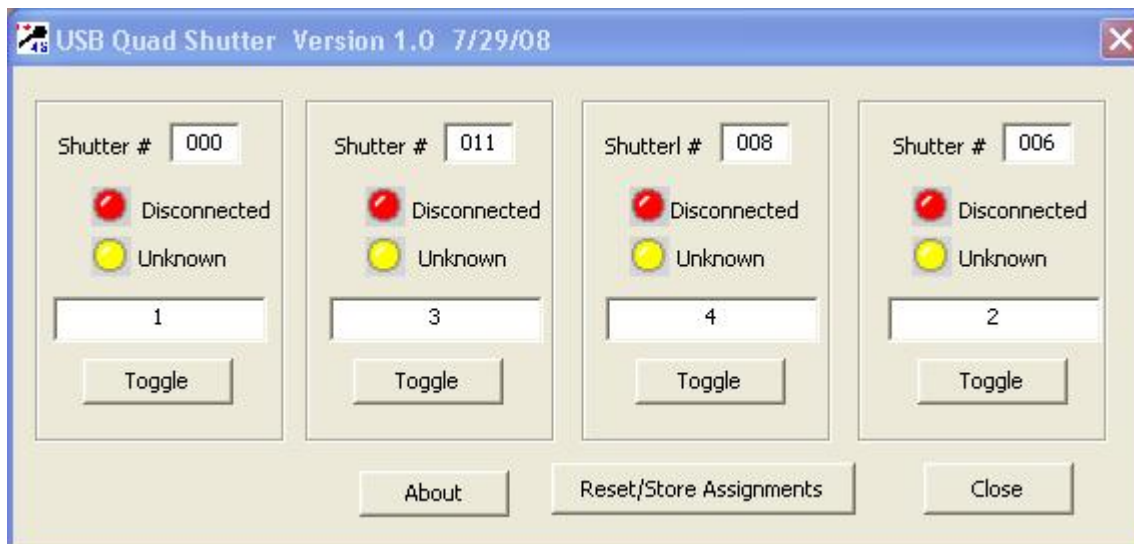 USB Quad Shutter Version 1.0 7/29/08
Shutter # 000
Disconnected
Unknown
1
Toggle
Shutter # 011
Disconnected
Unknown
3
Toggle
Shutterl # 008
Disconnected
Unknown
4
Toggle
Shutter # 006
Disconnected
Unknown
2
Toggle
About
Reset/Store Assignments
Close